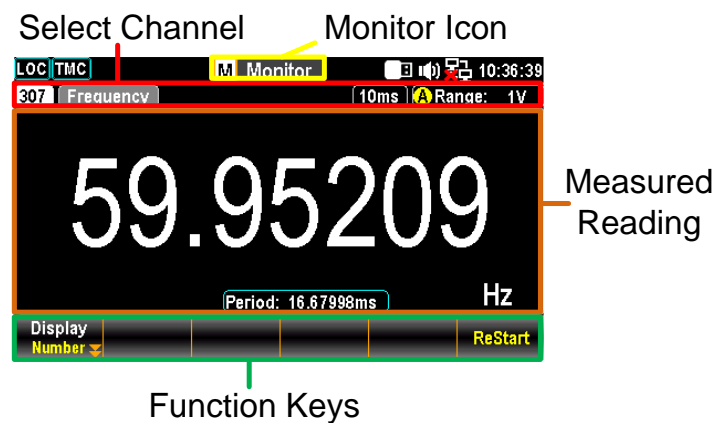 Select Channel Monitor Icon
LOC TMC M Monitor 10:36:39
307 Frequency 10ms A Range: 1V
59.95209
Measured
Reading
Period: 16.67998ms Hz
Display
Number ReStart
Function Keys